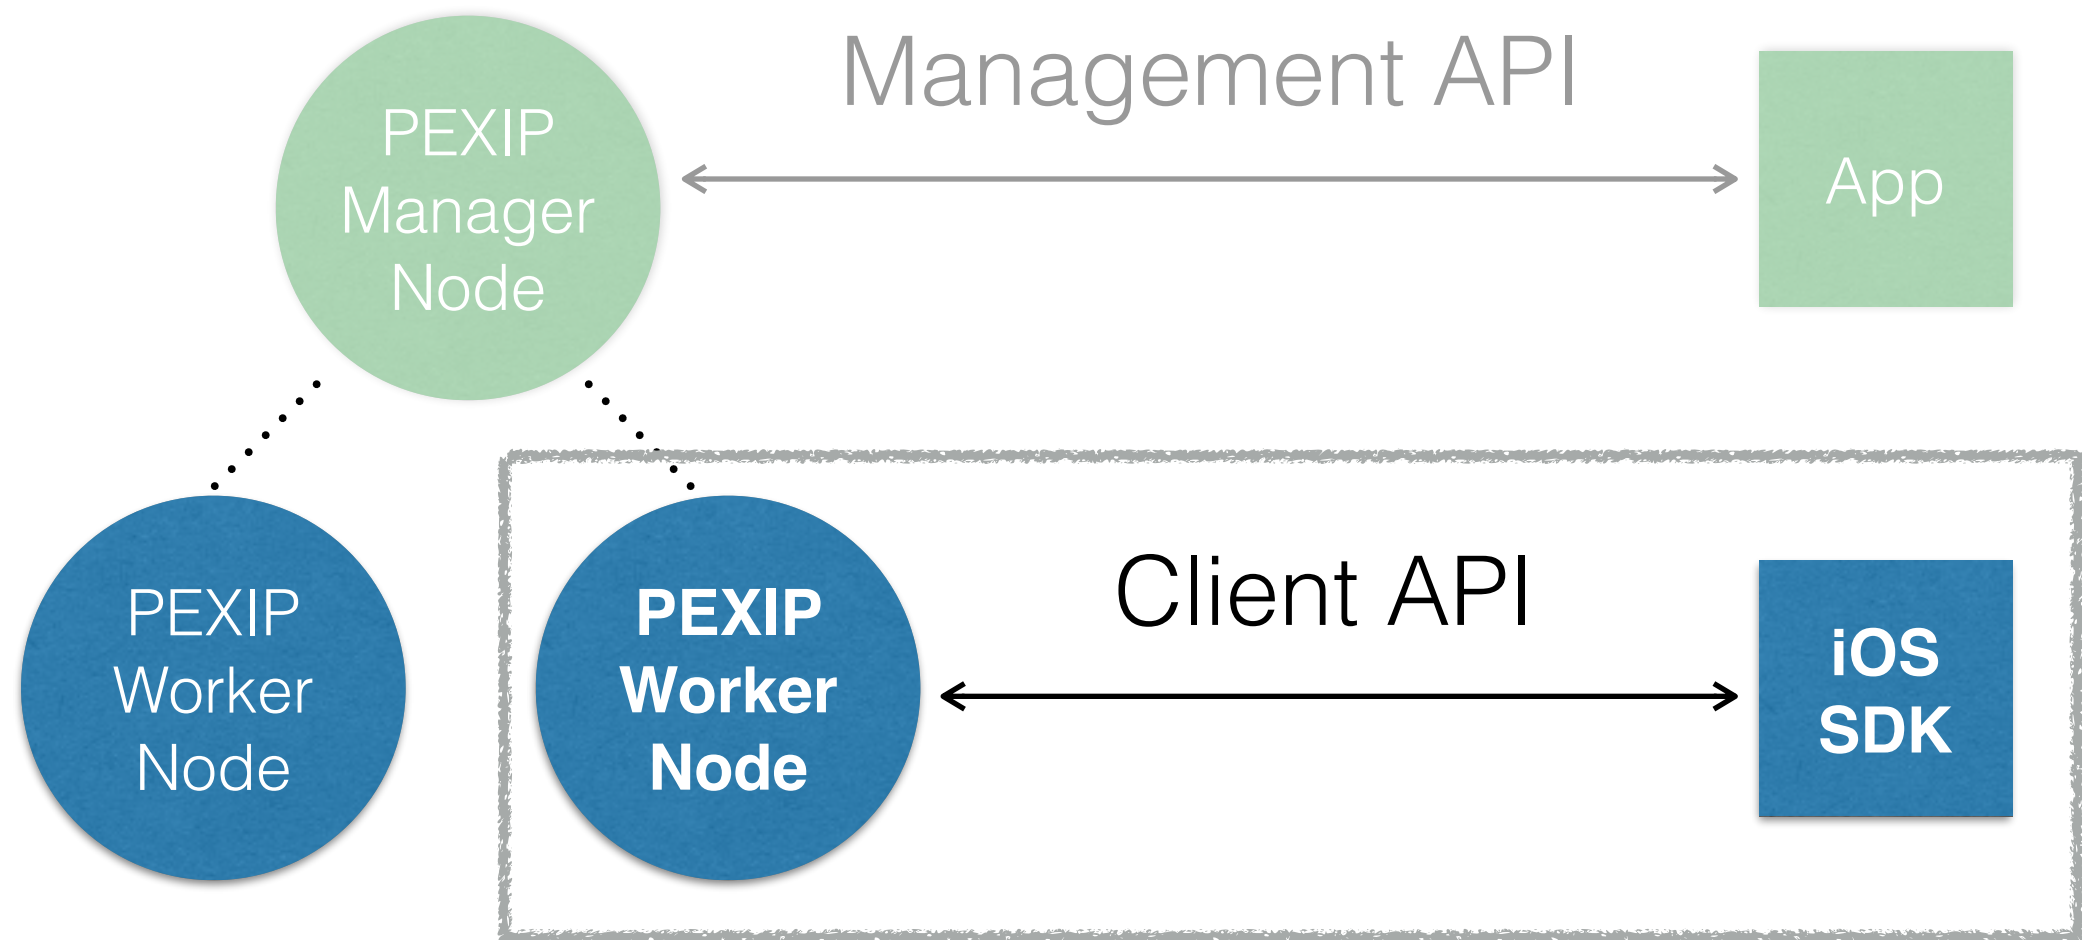 Management API
PEXIP
Manager
Node
App
PEXIP
Worker
Node
PEXIP
Worker
Node
Client API
iOS
SDK